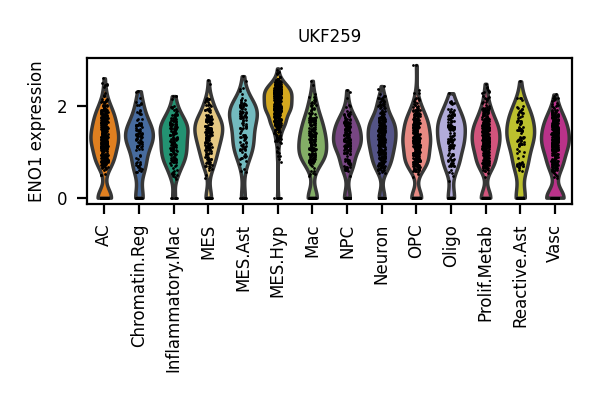 UKF259
ENO1 expression
2
0
AC
Chromatin.Reg
Inflammatory.Mac
MES
MES.Ast
MES.Hyp
Mac
NPC
Neuron
OPC
Oligo
Prolif.Metab
Reactive.Ast
Vasc